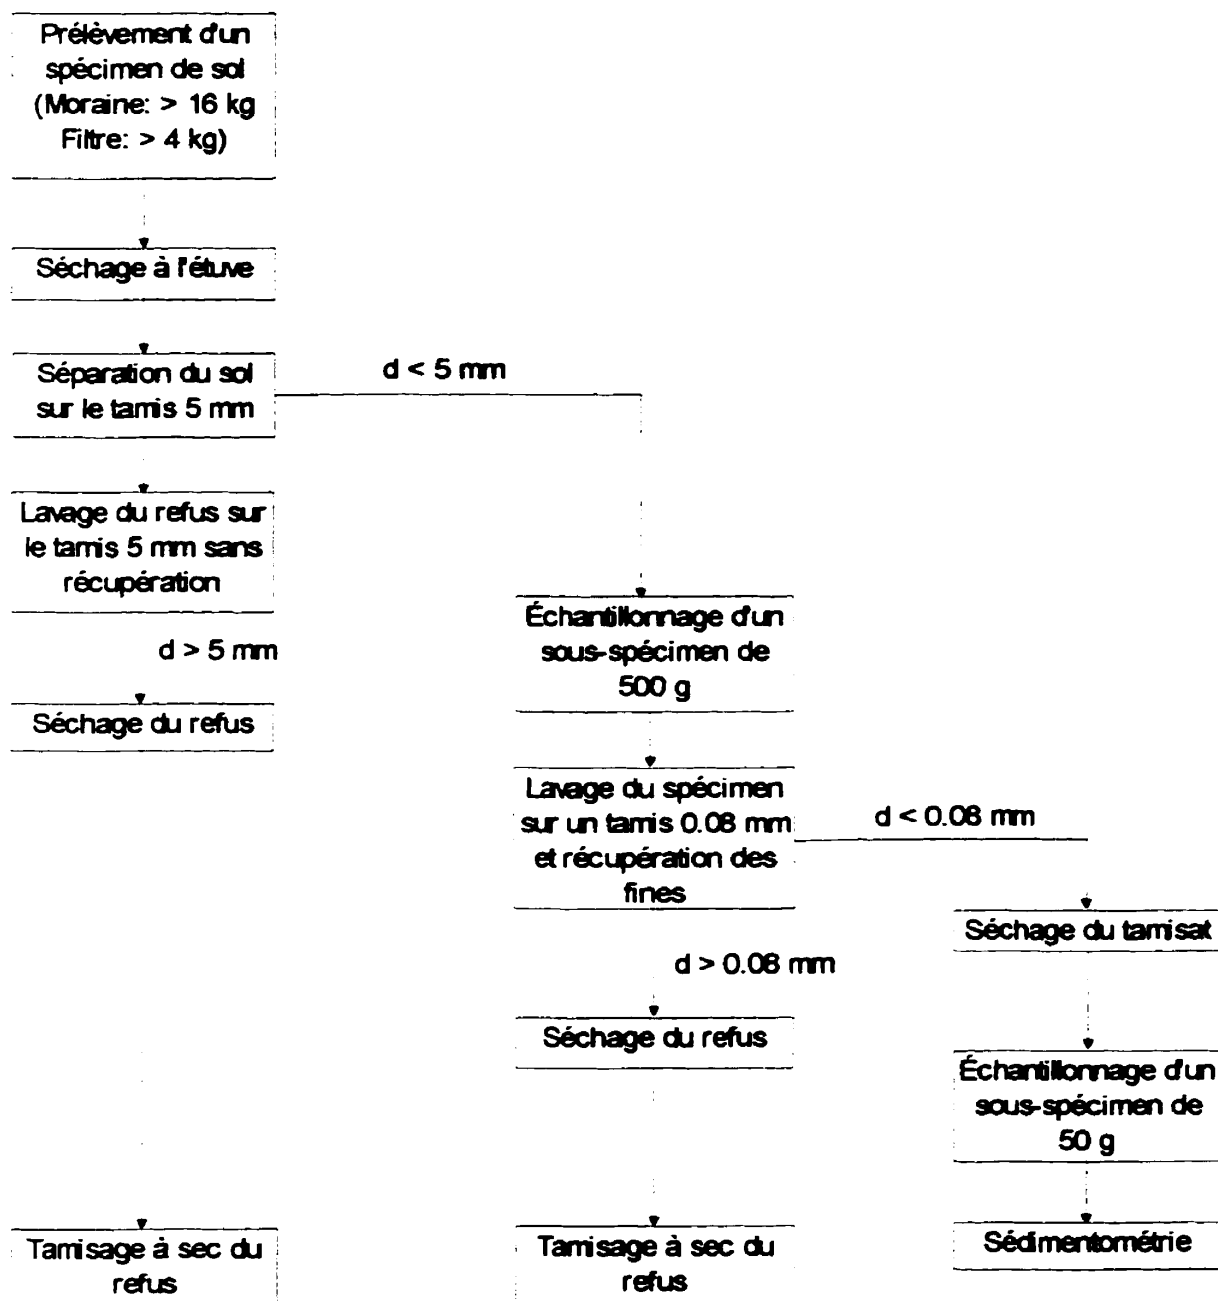 Prélèvement d'un
spécimen de sol
(Moraine: > 16 kg
Filtre: > 4 kg)
Séchage à l'étuve
Séparation du sol
sur le tamis 5 mm
d < 5 mm
Lavage du refus sur
le tamis 5 mm sans
récupération
d > 5 mm
Séchage du refus
Échantillonnage d'un
sous-spécimen de
500 g
Lavage du spécimen
sur un tamis 0.08 mm
et récupération des
fines
d < 0.08 mm
d > 0.08 mm
Séchage du refus
Séchage du tamisat
Échantillonnage d'un
sous-spécimen de
50 g
Tamisage à sec du
refus
Tamisage à sec du
refus
Sédimentométrie